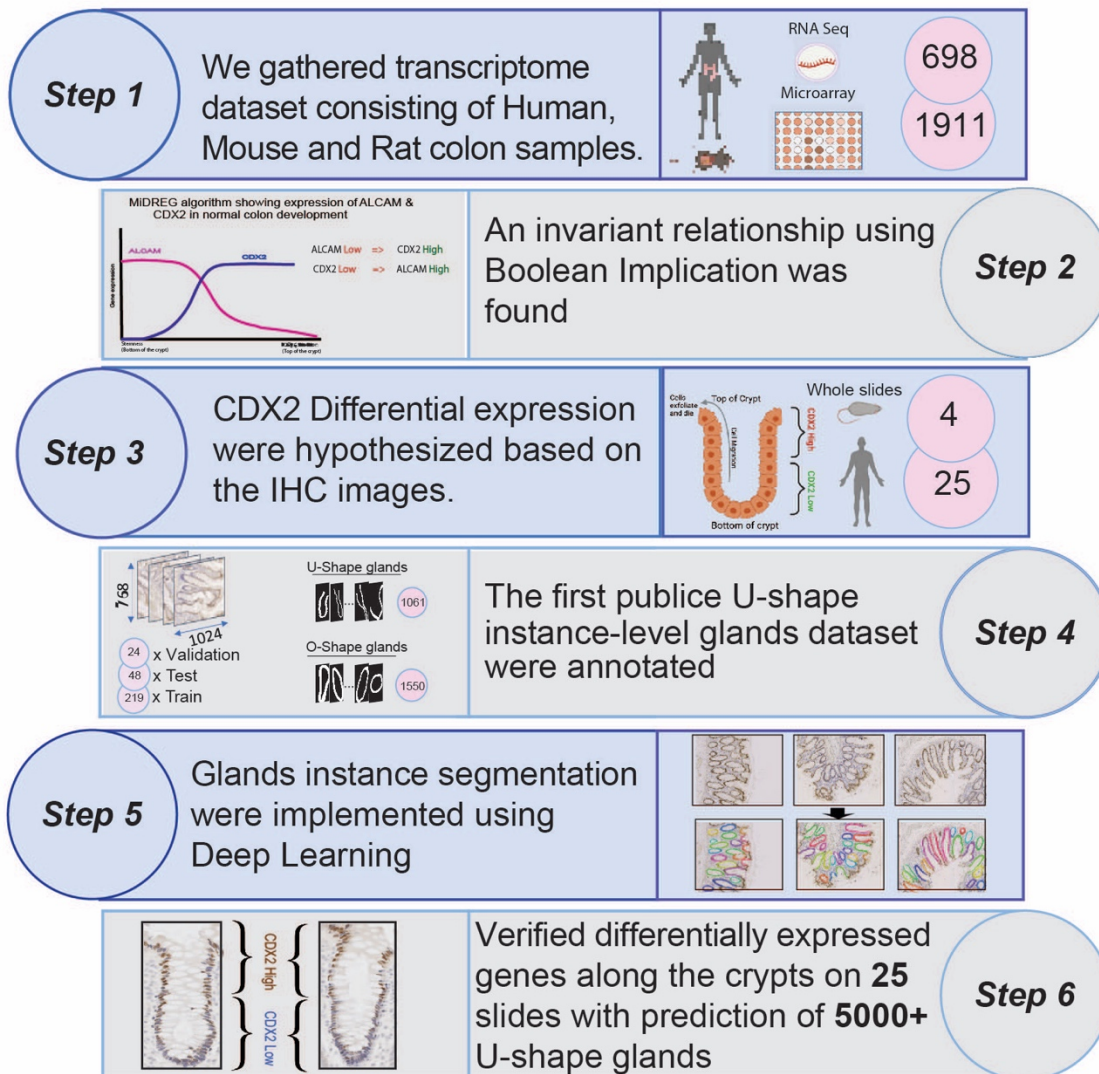 Step 1
We gathered transcriptome
dataset consisting of Human,
Mouse and Rat colon samples.
RNA Seq
Microarray
698
1911
MiDREG algorithm showing expression of ALCAM &
CDX2 in normal colon development
ALCAM
CDX2
ALCAM Low => CDX2 High
CDX2 Low => ALCAM High
Gene expression
Stemness
(Bottom of the crypt)
(Top of the crypt)
An invariant relationship using
Boolean Implication was
found
Step 2
Step 3
CDX2 Differential expression
were hypothesized based on
the IHC images.
Cells
exfoliate
and die
Top of Crypt
Cell Migration
CDX2 High
CDX2 Low
Bottom of crypt
Whole slides
4
25
768
1024
24 x Validation
48 x Test
219 x Train
U-Shape glands
1061
O-Shape glands
1550
The first publice U-shape
instance-level glands dataset
were annotated
Step 4
Step 5
Glands instance segmentation
were implemented using
Deep Learning
CDX2 High
CDX2 Low
Verified differentially expressed
genes along the crypts on 25
slides with prediction of 5000+
U-shape glands
Step 6